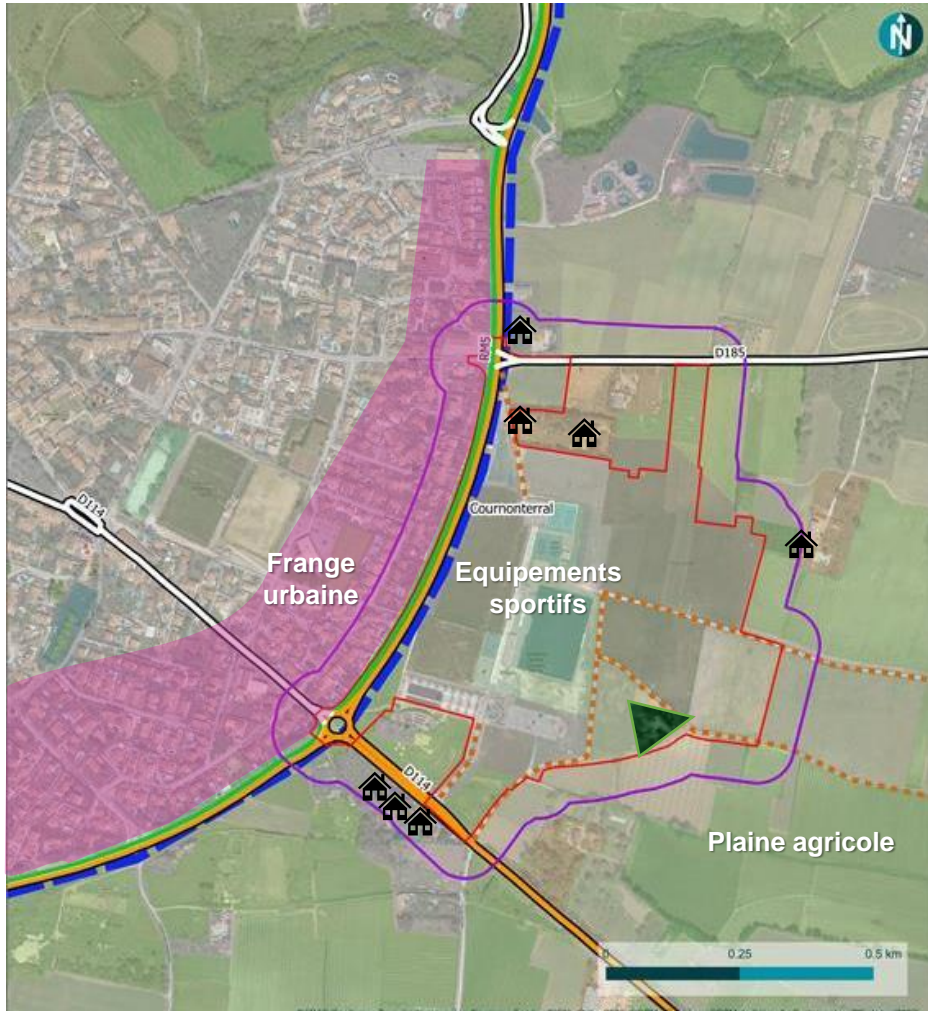 N
RM5
D185
D114
Cournonterral
Frange
urbaine
Equipements
sportifs
D114
Plaine agricole
0
0.25
0.5 km